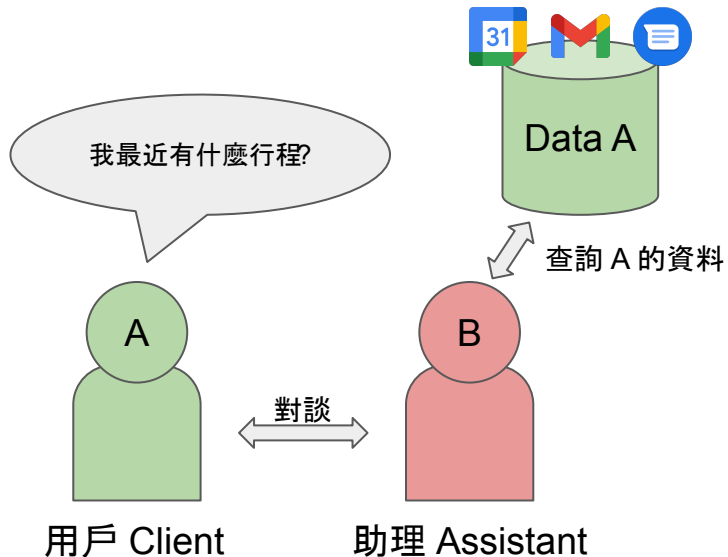 31
Data A
我最近有什麼行程?
查詢 A 的資料
A
B
對談
用戶 Client
助理 Assistant